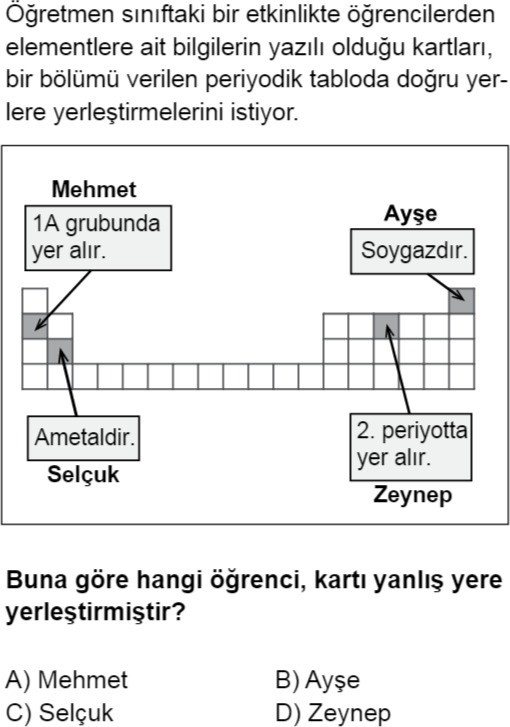 Öğretmen sınıftaki bir etkinlikte öğrencilerden
elementlere ait bilgilerin yazılı olduğu kartları,
bir bölümü verilen periyodik tabloda doğru yer-
lere yerleştirmelerini istiyor.
Mehmet
1A grubunda
yer alır.
Ayşe
Soygazdır.
Ametaldir.
Selçuk
2. periyotta
yer alır.
Zeynep
Buna göre hangi öğrenci, kartı yanlış yere
yerleştirmiştir?
A) Mehmet B) Ayşe
C) Selçuk D) Zeynep